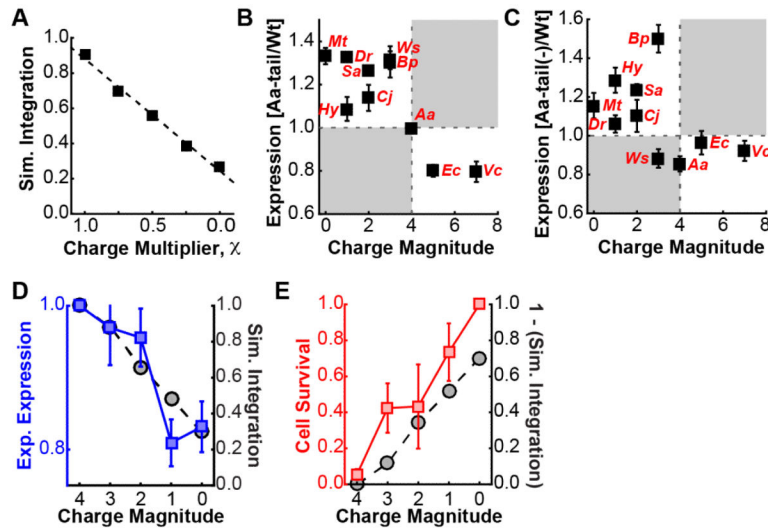 A
Sim. Integration
1.0
0.8
0.6
0.4
0.2
0.0
1.0
0.5
0.0
Charge Multiplier, χ
B
Expression [Aa-tail/Wt]
1.4
1.2
1.0
0.8
0.6
Mt
Dr
Ws
Sa
Bp
Hy
Cj
Aa
Ec
Vc
0 2 4 6 8
Charge Magnitude
C
Expression [Aa-tail(-)/Wt]
1.6
1.4
1.2
1.0
0.8
0.6
Bp
Hy
Mt
Sa
Dr
Cj
Ws
Aa
Ec
Vc
0 2 4 6 8
Charge Magnitude
D
Exp. Expression
1.0
0.8
1.0
0.8
0.6
0.4
0.2
0.0
Sim. Integration
4 3 2 1 0
Charge Magnitude
E
Cell Survival
1.0
0.8
0.6
0.4
0.2
0.0
1.0
0.8
0.6
0.4
0.2
0.0
1 - (Sim. Integration)
4 3 2 1 0
Charge Magnitude